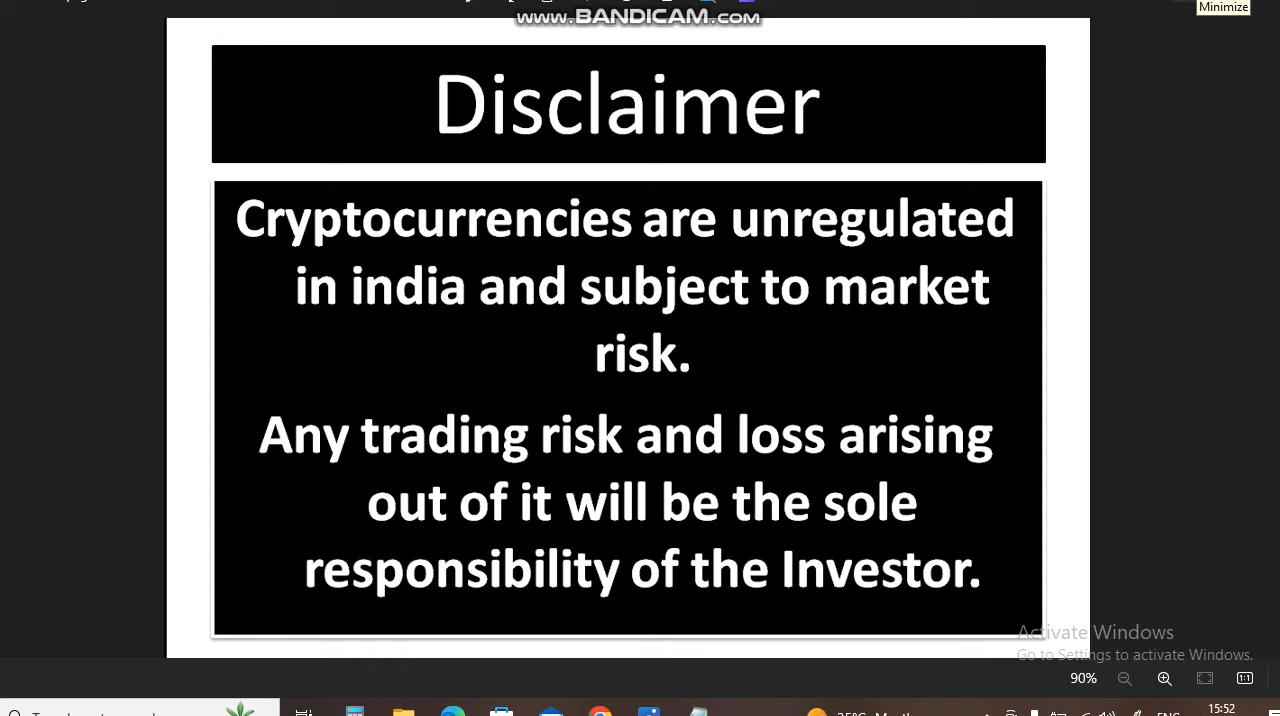 www.BANDICAM.com
Minimize
Disclaimer
Cryptocurrencies are unregulated
in india and subject to market
risk.
Any trading risk and loss arising
out of it will be the sole
responsibility of the Investor.
Activate Windows
Go to Settings to activate Windows.
90%
1:1
15:52